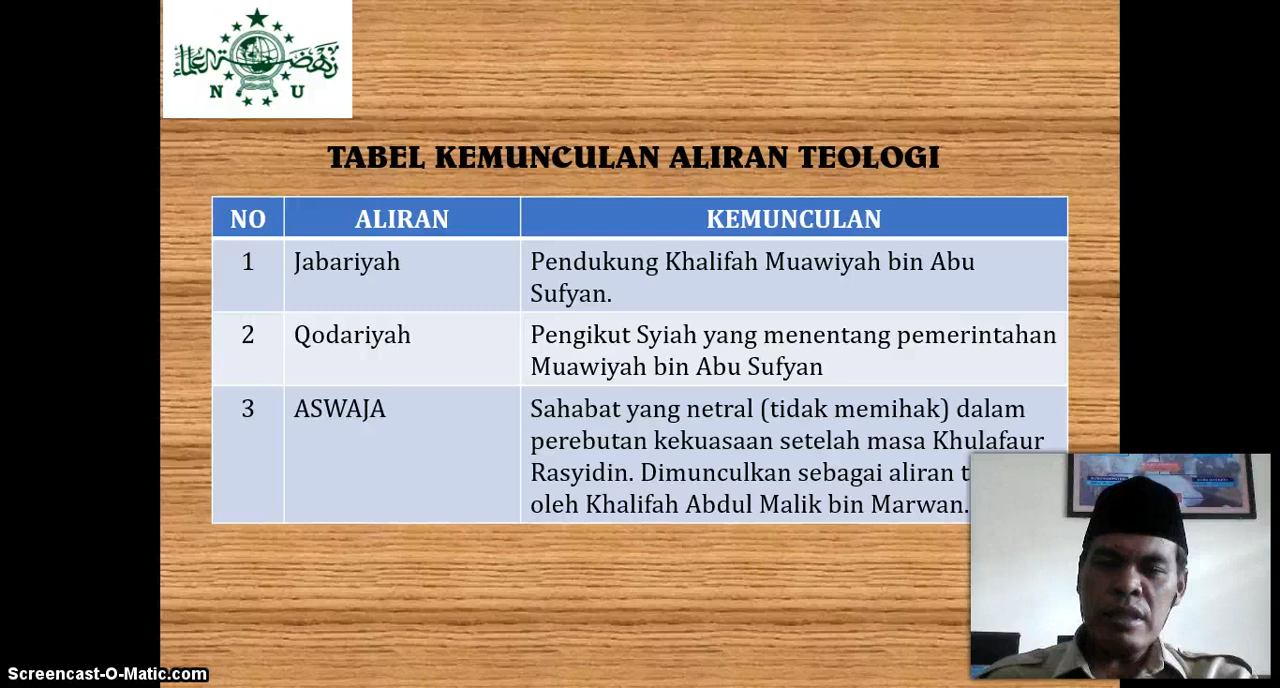 نهضة العلماء
N U
TABEL KEMUNCULAN ALIRAN TEOLOGI
NO ALIRAN KEMUNCULAN
1 Jabariyah Pendukung Khalifah Muawiyah bin Abu
Sufyan.
2 Qodariyah Pengikut Syiah yang menentang pemerintahan
Muawiyah bin Abu Sufyan
3 ASWAJA Sahabat yang netral (tidak memihak) dalam
perebutan kekuasaan setelah masa Khulafaur
Rasyidin. Dimunculkan sebagai aliran
oleh Khalifah Abdul Malik bin Marwan.
Screencast-O-Matic.com